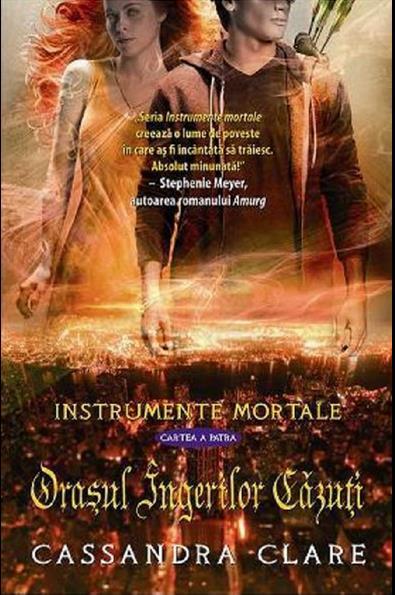 „Seria Instrumente mortale
creează o lume de poveste
în care aș fi încântată să trăiesc.
Absolut minunată!”
– Stephenie Meyer,
autoarea romanului Amurg
INSTRUMENTE MORTALE
CARTEA A PATRA
Orașul Îngerilor Căzuți
CASSANDRA CLARE